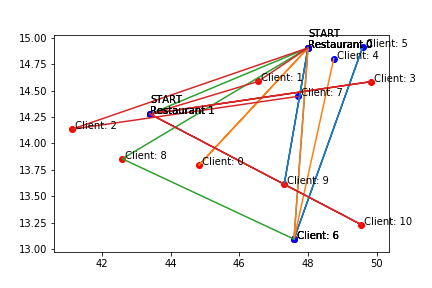 15.00
14.75
14.50
14.25
14.00
13.75
13.50
13.25
13.00
START
Restaurant 0
Client: 5
Client: 4
Client: 1
Client: 3
Client: 7
START
Restaurant 1
Client: 2
Client: 8
Client: 0
Client: 9
Client: 10
Client: 6
42
44
46
48
50